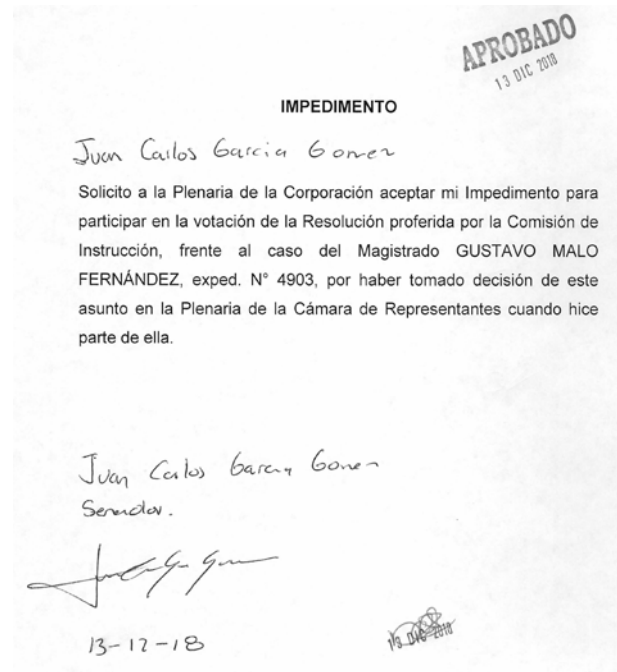 APROBADO
13 DIC 2018
IMPEDIMENTO
Juan Carlos Garcia Gomez
Solicito a la Plenaria de la Corporación aceptar mi Impedimento para
participar en la votación de la Resolución proferida por la Comisión de
Instrucción, frente al caso del Magistrado GUSTAVO MALO
FERNÁNDEZ, exped. N° 4903, por haber tomado decisión de este
asunto en la Plenaria de la Cámara de Representantes cuando hice
parte de ella.
Juan Carlos Garcia Gomez
Senador.
13-12-18
13 DIC 2018